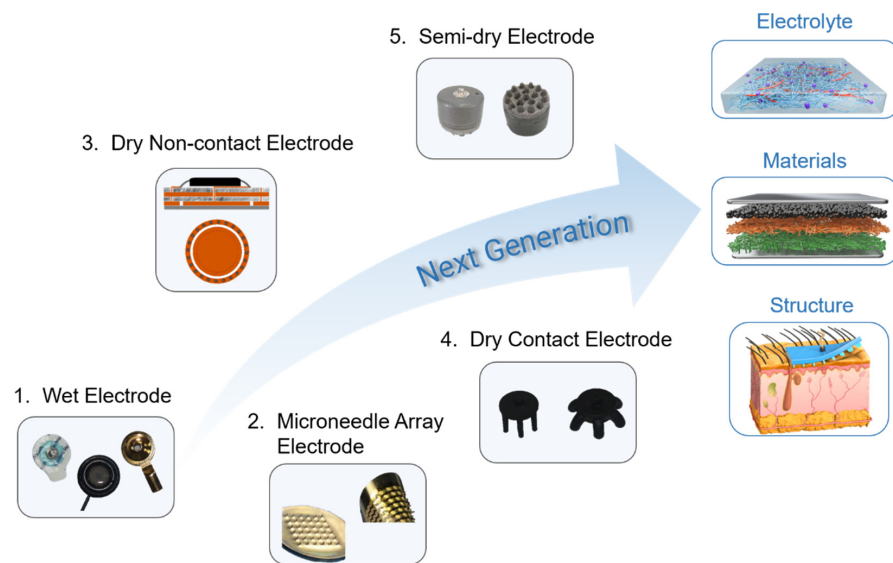 5. Semi-dry Electrode
Electrolyte
3. Dry Non-contact Electrode
Materials
Next Generation
Structure
4. Dry Contact Electrode
1. Wet Electrode
2. Microneedle Array
Electrode